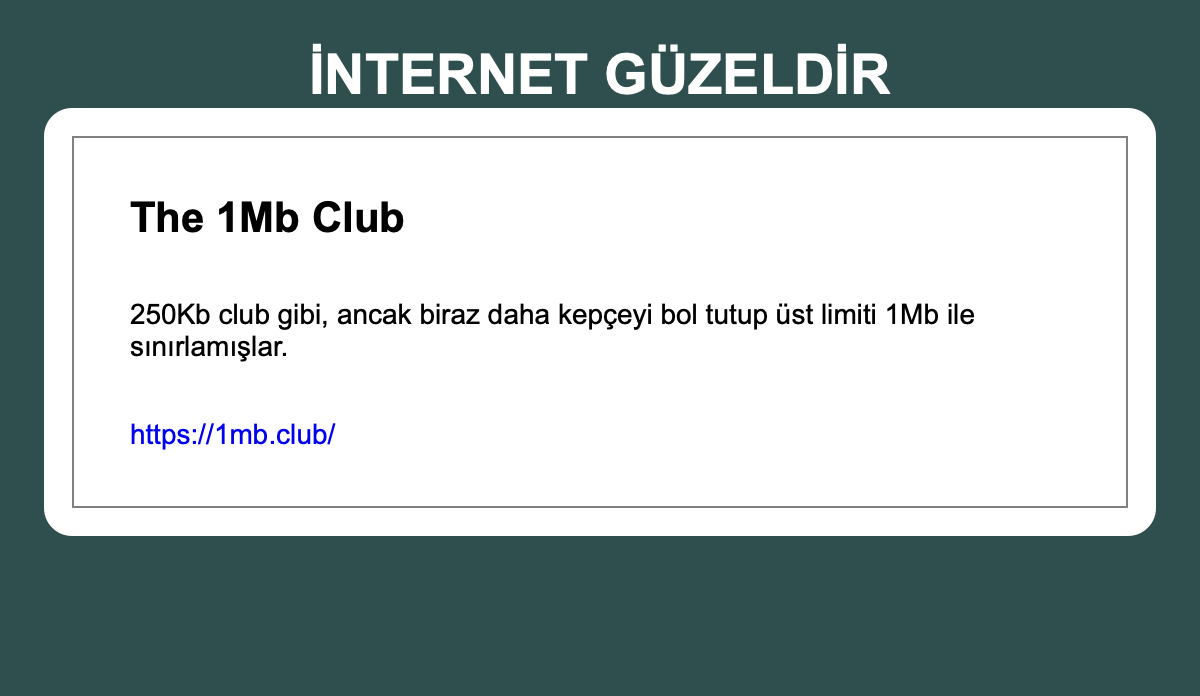 İNTERNET GÜZELDİR
The 1Mb Club
250Kb club gibi, ancak biraz daha kepçeyi bol tutup üst limiti 1Mb ile
sınırlamışlar.
https://1mb.club/